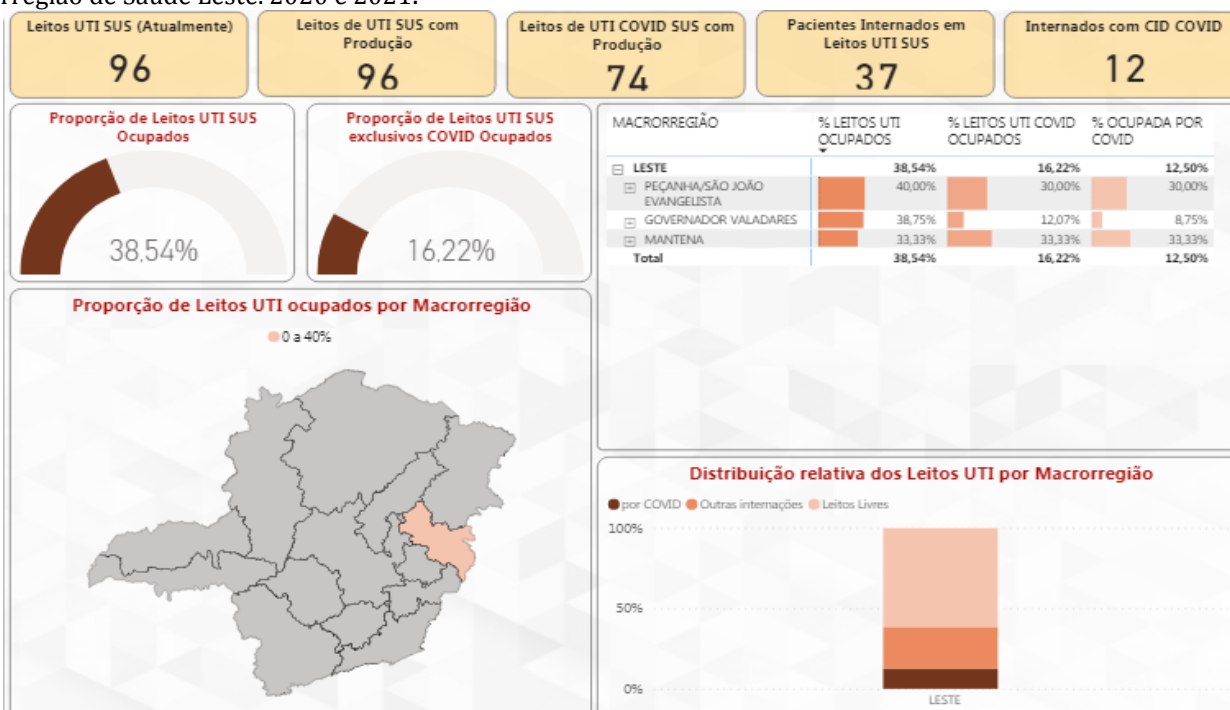 rregião de Saúde Leste. 2020 e 2021.
Leitos UTI SUS (Atualmente)
96
Leitos de UTI SUS com
Produção
96
Leitos de UTI COVID SUS com
Produção
74
Pacientes Internados em
Leitos UTI SUS
37
Internados com CID COVID
12
Proporção de Leitos UTI SUS
Ocupados
38,54%
Proporção de Leitos UTI SUS
exclusivos COVID Ocupados
16,22%
MACRORREGIÃO % LEITOS UTI OCUPADOS % LEITOS UTI COVID OCUPADOS % OCUPADA POR COVID
LESTE 38,54% 16,22% 12,50%
PEÇANHA/SÃO JOÃO EVANGELISTA 40,00% 30,00% 30,00%
GOVERNADOR VALADARES 38,75% 12,07% 8,75%
MANTENA 33,33% 33,33% 33,33%
Total 38,54% 16,22% 12,50%
Proporção de Leitos UTI ocupados por Macrorregião
0 a 40%
Distribuição relativa dos Leitos UTI por Macrorregião
por COVID Outras internações Leitos Livres
100%
50%
0%
LESTE